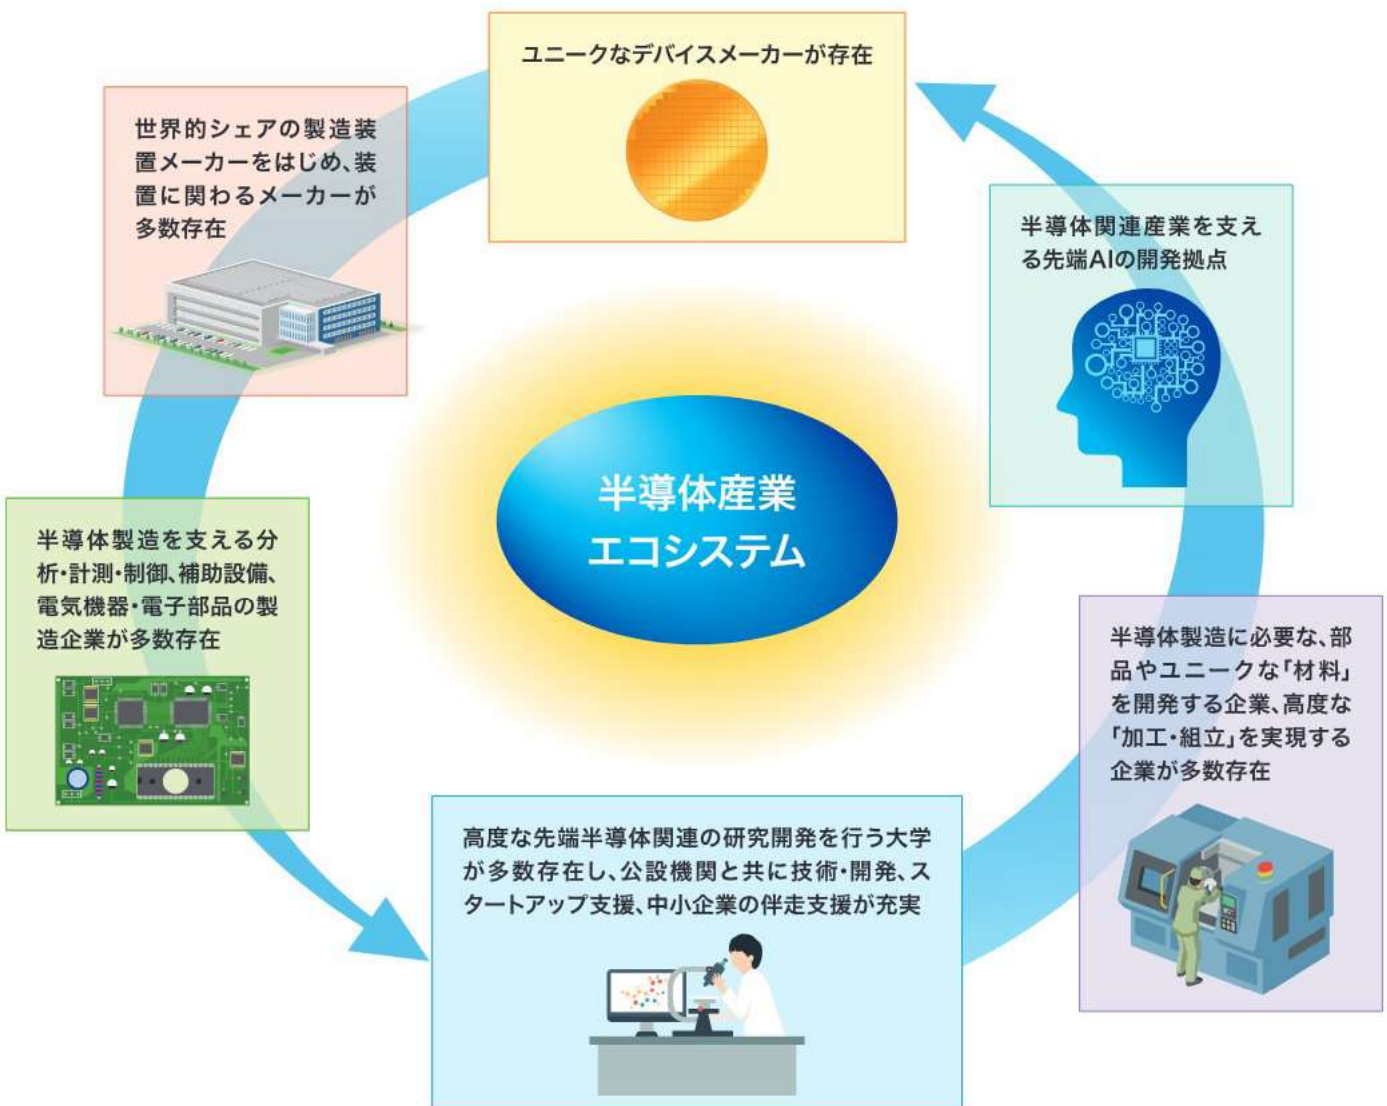 ユニークなデバイスメーカーが存在
世界的シェアの製造装
置メーカーをはじめ、装
置に関わるメーカーが
多数存在
半導体関連産業を支え
る先端AIの開発拠点
半導体産業
エコシステム
半導体製造を支える分
析・計測・制御、補助設備、
電気機器・電子部品の製
造企業が多数存在
半導体製造に必要な、部
品やユニークな「材料」
を開発する企業、高度な
「加工・組立」を実現する
企業が多数存在
高度な先端半導体関連の研究開発を行う大学
が多数存在し、公設機関と共に技術・開発、ス
タートアップ支援、中小企業の伴走支援が充実